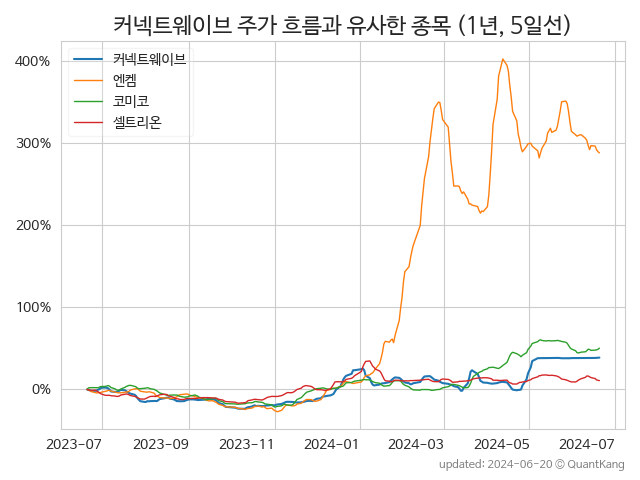 커넥트웨이브 주가 흐름과 유사한 종목 (1년, 5일선)
커넥트웨이브
엔켐
코미코
셀트리온
400%
300%
200%
100%
0%
2023-07 2023-09 2023-11 2024-01 2024-03 2024-05 2024-07
updated: 2024-06-20 © QuantKang